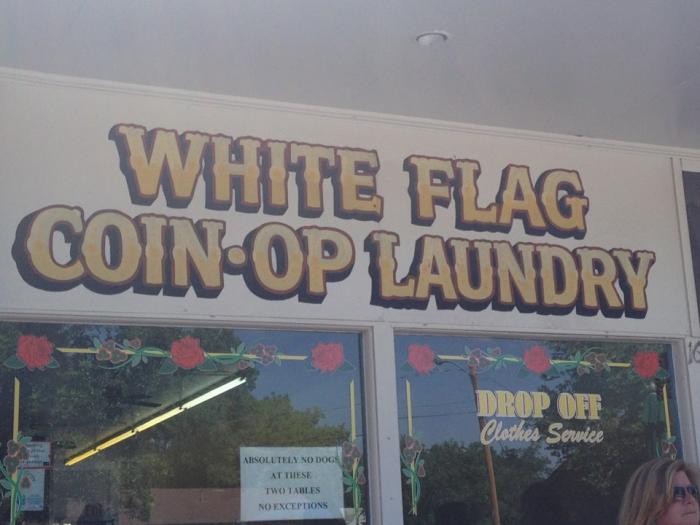 WHITE FLAG
COIN-OP LAUNDRY
DROP OFF
Clothes Service
ABSOLUTELY NO DOGS
AT THESE
TWO TABLES
NO EXCEPTIONS